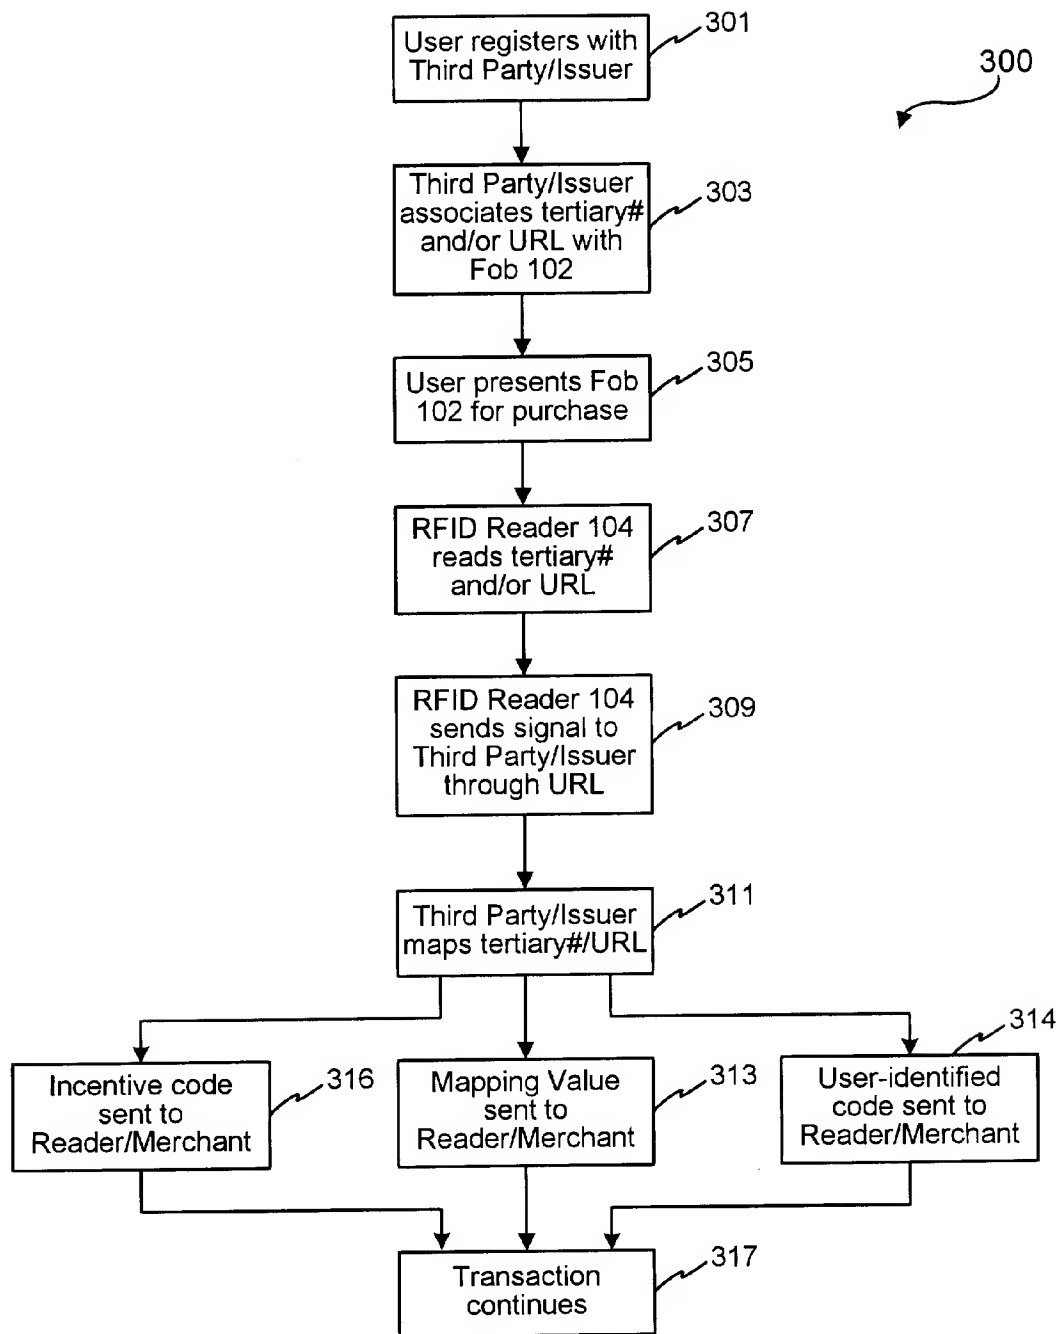 User registers with
Third Party/Issuer
301
300
Third Party/Issuer
associates tertiary#
and/or URL with
Fob 102
303
User presents Fob
102 for purchase
305
RFID Reader 104
reads tertiary#
and/or URL
307
RFID Reader 104
sends signal to
Third Party/Issuer
through URL
309
Third Party/Issuer
maps tertiary#/URL
311
Incentive code
sent to
Reader/Merchant
316
Mapping Value
sent to
Reader/Merchant
313
User-identified
code sent to
Reader/Merchant
314
Transaction
continues
317